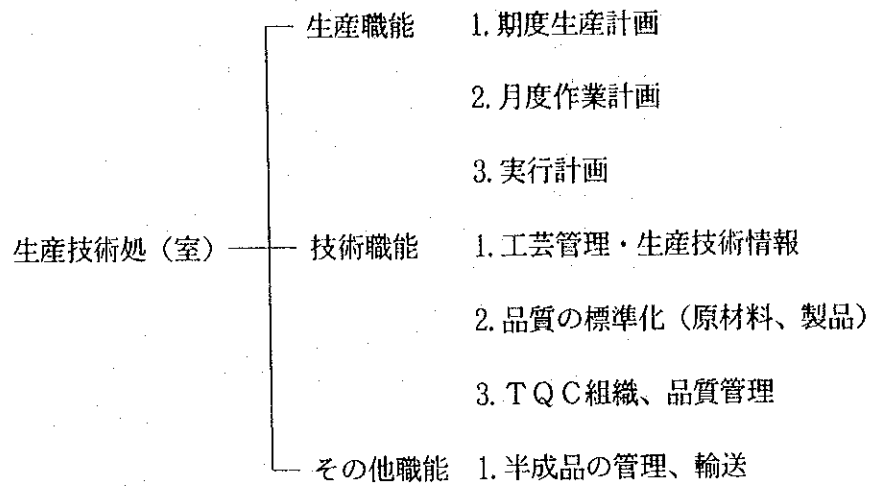 生産職能 1. 期度生産計画
2. 月度作業計画
3. 実行計画
生産技術処（室） 技術職能 1. 工芸管理・生産技術情報
2. 品質の標準化（原材料、製品）
3. ＴＱＣ組織、品質管理
その他職能 1. 半成品の管理、輸送